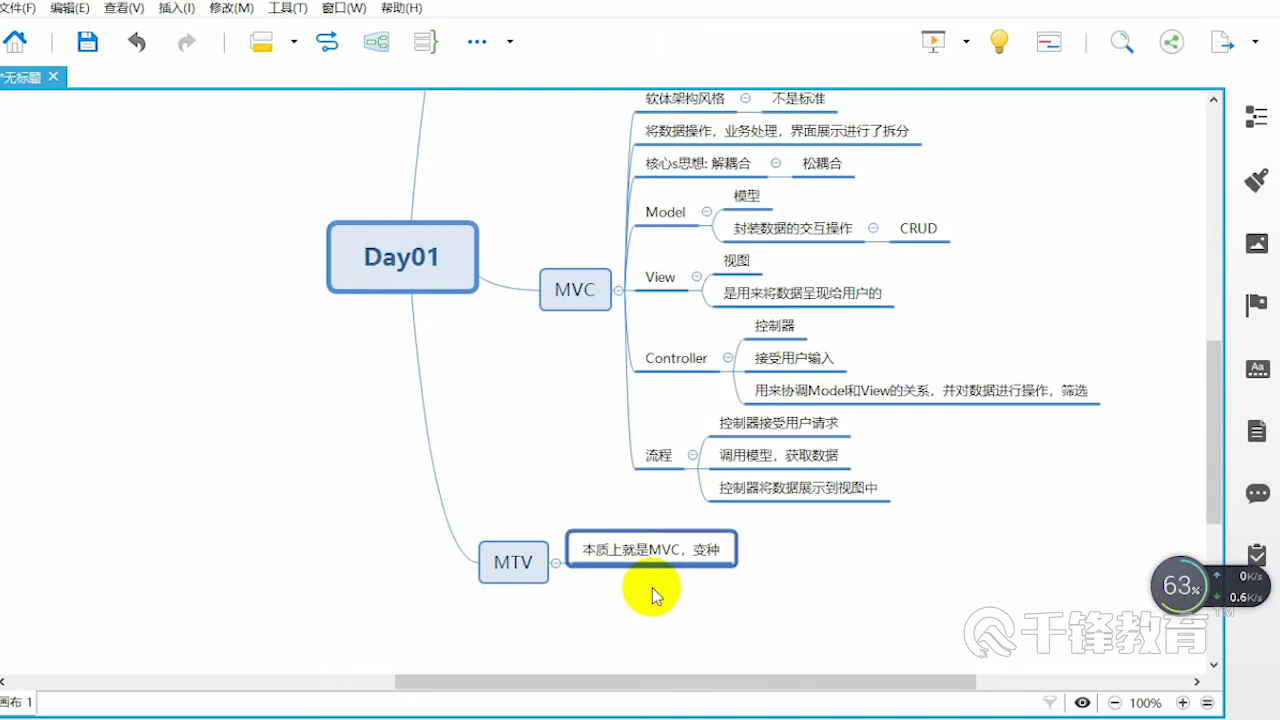 文件(F) 编辑(E) 查看(V) 插入(I) 修改(M) 工具(T) 窗口(W) 帮助(H)
*无标题
软体架构风格 不是标准
将数据操作，业务处理，界面展示进行了拆分
核心s思想: 解耦合 松耦合
Model
模型
封装数据的交互操作 CRUD
View
视图
是用来将数据呈现给用户的
Controller
控制器
接受用户输入
用来协调Model和View的关系，并对数据进行操作，筛选
流程
控制器接受用户请求
调用模型，获取数据
控制器将数据展示到视图中
Day01
MVC
MTV
本质上就是MVC，变种
Aa
63%
0K/s
0.6K/s
千锋教育 TM
画布 1
100%